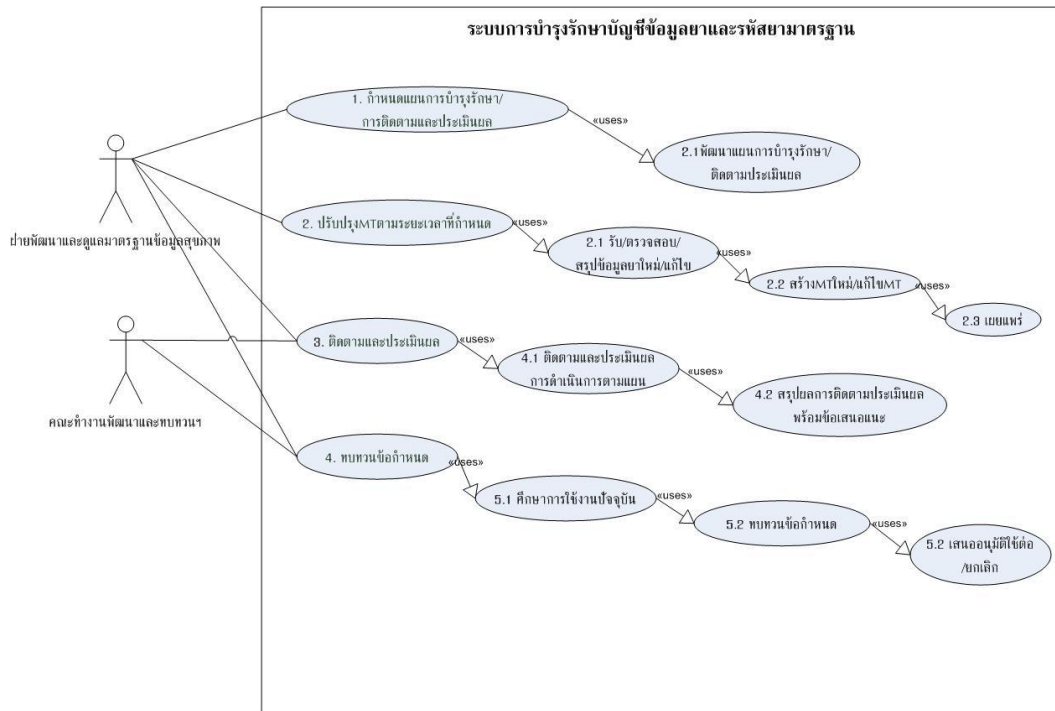 ระบบการบำรุงรักษาบัญชีข้อมูลยาและรหัสยามาตรฐาน
1. กำหนดแผนการบำรุงรักษา/
การติดตามและประเมินผล
«uses»
2.1พัฒนาแผนการบำรุงรักษา/
ติดตามประเมินผล
ฝ่ายพัฒนาและดูแลมาตรฐานข้อมูลสุขภาพ
2. ปรับปรุงMTตามระยะเวลาที่กำหนด
«uses»
2.1 รับ/ตรวจสอบ/
สรุปข้อมูลยาใหม่/แก้ไข
«uses»
2.2 สร้างMTใหม่/แก้ไขMT
«uses»
2.3 เผยแพร่
คณะทำงานพัฒนาและทบทวนฯ
3. ติดตามและประเมินผล
«uses»
4.1 ติดตามและประเมินผล
การดำเนินการตามแผน
«uses»
4.2 สรุปผลการติดตามประเมินผล
พร้อมข้อเสนอแนะ
4. ทบทวนข้อกำหนด
«uses»
5.1 ศึกษาการใช้งานปัจจุบัน
«uses»
5.2 ทบทวนข้อกำหนด
«uses»
5.2 เสนออนุมัติใช้ต่อ
/ยกเลิก